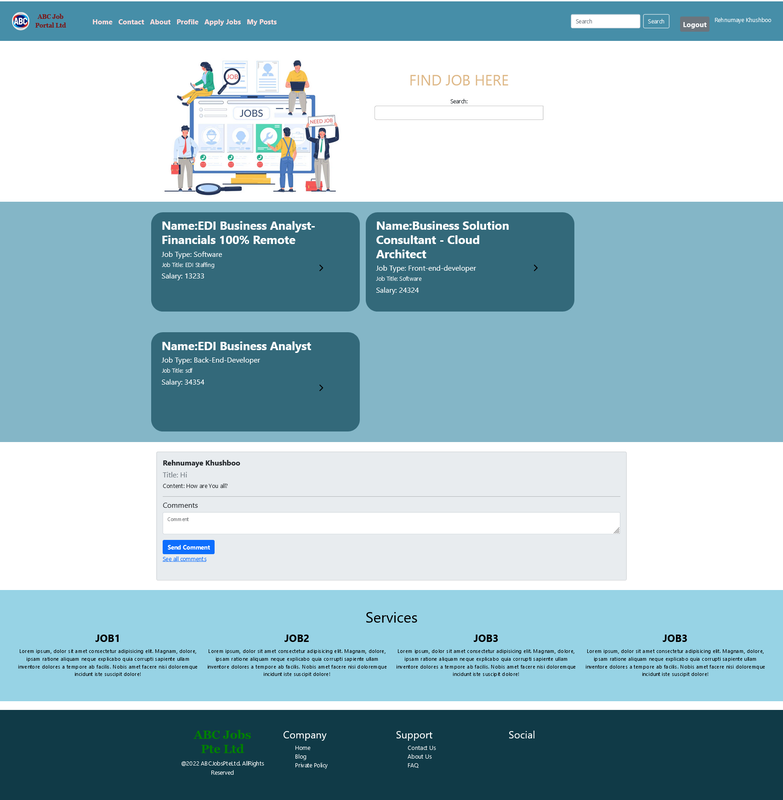 ABC
ABC Job
Portal Ltd
Home Contact About Profile Apply Jobs My Posts
Search
Search
Logout
Rehnumaye Khushboo
JOB
JOBS
NEED JOB
FIND JOB HERE
Search:
Name:EDI Business Analyst-
Financials 100% Remote
Job Type: Software
Job Title: EDI Staffing
Salary: 13233
Name:Business Solution
Consultant - Cloud
Architect
Job Type: Front-end-developer
Job Title: Software
Salary: 24324
Name:EDI Business Analyst
Job Type: Back-End-Developer
Job Title: sdf
Salary: 34354
Rehnumaye Khushboo
Title: Hi
Content: How are You all?
Comments
Comment
Send Comment
See all comments
Services
JOB1
Lorem ipsum, dolor sit amet consectetur adipisicing elit. Magnam, dolore,
ipsam ratione aliquam neque explicabo quia corrupti sapiente ullam
inventore dolores a tempore ab facilis. Nobis amet facere nisi doloremque
incidunt iste suscipit dolore!
JOB2
Lorem ipsum, dolor sit amet consectetur adipisicing elit. Magnam, dolore,
ipsam ratione aliquam neque explicabo quia corrupti sapiente ullam
inventore dolores a tempore ab facilis. Nobis amet facere nisi doloremque
incidunt iste suscipit dolore!
JOB3
Lorem ipsum, dolor sit amet consectetur adipisicing elit. Magnam, dolore,
ipsam ratione aliquam neque explicabo quia corrupti sapiente ullam
inventore dolores a tempore ab facilis. Nobis amet facere nisi doloremque
incidunt iste suscipit dolore!
JOB3
Lorem ipsum, dolor sit amet consectetur adipisicing elit. Magnam, dolore,
ipsam ratione aliquam neque explicabo quia corrupti sapiente ullam
inventore dolores a tempore ab facilis. Nobis amet facere nisi doloremque
incidunt iste suscipit dolore!
ABC Jobs
Pte Ltd
@2022 ABCJobsPteLtd. AllRights
Reserved
Company
Home
Blog
Private Policy
Support
Contact Us
About Us
FAQ
Social